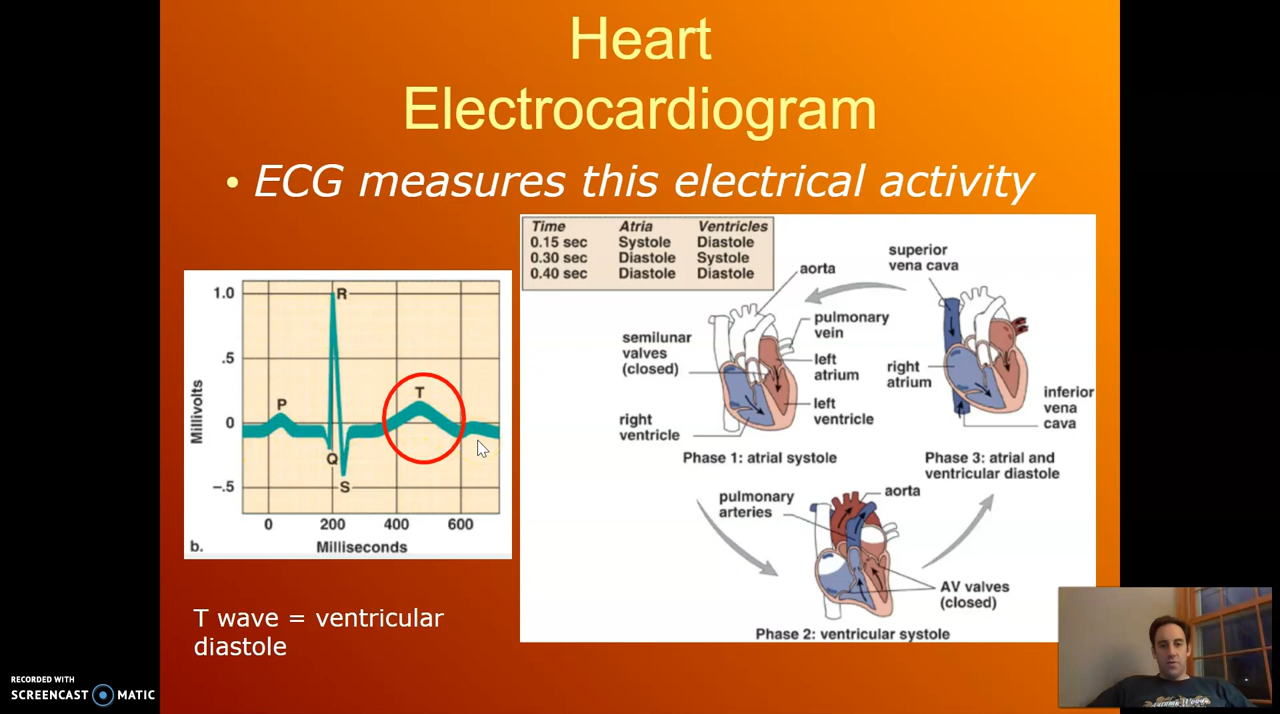 Heart
Electrocardiogram
• ECG measures this electrical activity
Time Atria Ventricles
0.15 sec Systole Diastole
0.30 sec Diastole Systole
0.40 sec Diastole Diastole
1.0
.5
0
–.5
Millivolts
P
R
Q
S
T
0 200 400 600
b. Milliseconds
T wave = ventricular
diastole
aorta
pulmonary
vein
semilunar
valves
(closed)
left
atrium
left
ventricle
right
ventricle
Phase 1: atrial systole
superior
vena cava
right
atrium
inferior
vena
cava
Phase 3: atrial and
ventricular diastole
pulmonary
arteries
aorta
AV valves
(closed)
Phase 2: ventricular systole
RECORDED WITH
SCREENCAST MATIC